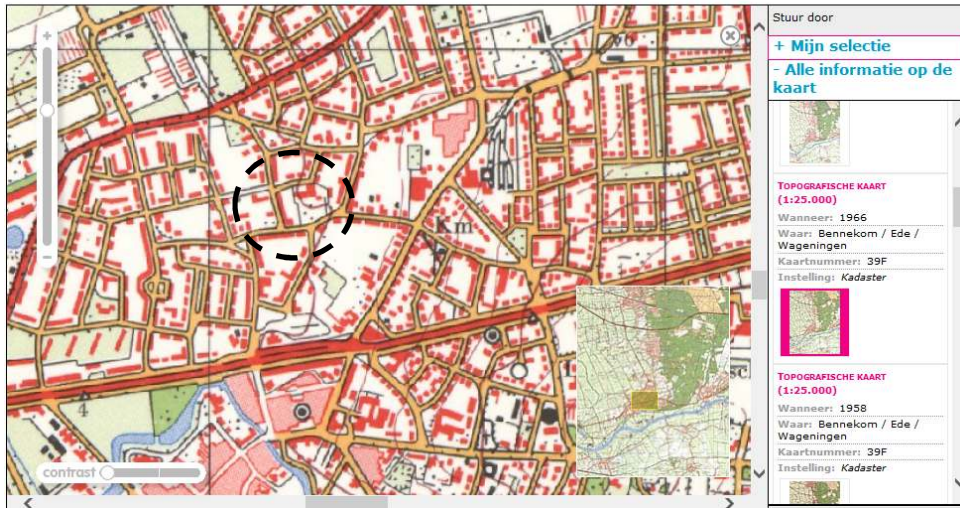 Km
4
contrast
Stuur door
+ Mijn selectie
- Alle informatie op de
kaart
TOPOGRAFISCHE KAART
(1:25.000)
Wanneer: 1966
Waar: Bennekom / Ede /
Wageningen
Kaartnummer: 39F
Instelling: Kadaster
TOPOGRAFISCHE KAART
(1:25.000)
Wanneer: 1958
Waar: Bennekom / Ede /
Wageningen
Kaartnummer: 39F
Instelling: Kadaster